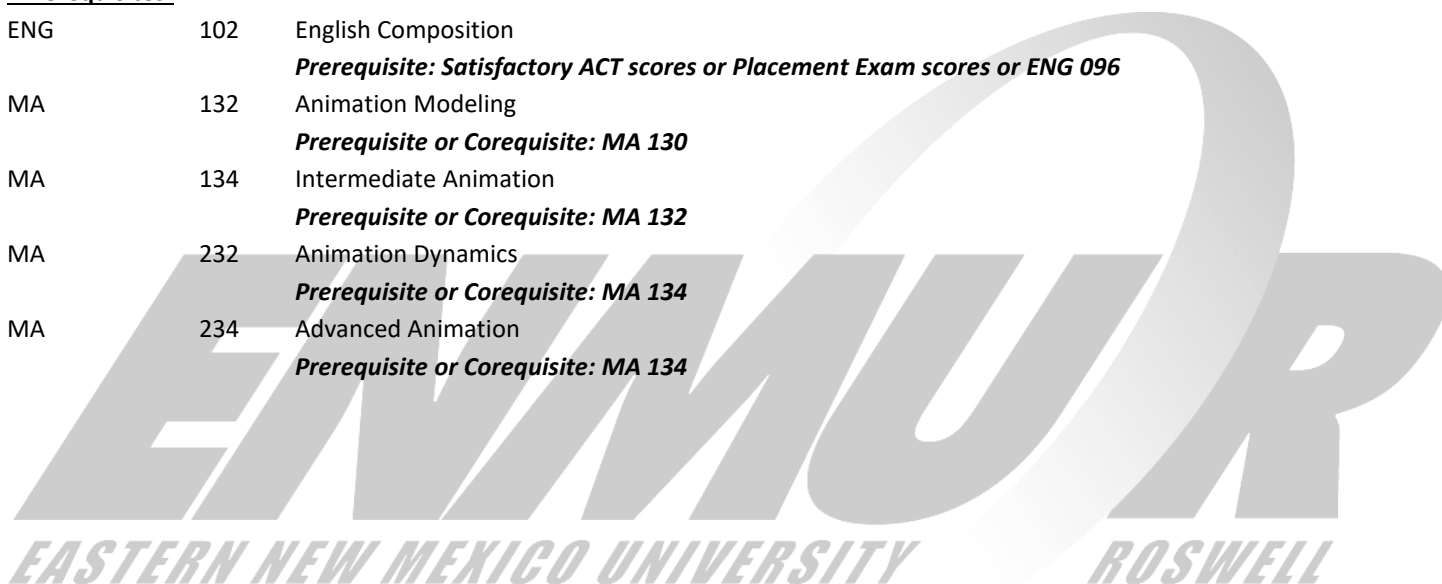 ENG 102 English Composition
Prerequisite: Satisfactory ACT scores or Placement Exam scores or ENG 096
MA 132 Animation Modeling
Prerequisite or Corequisite: MA 130
MA 134 Intermediate Animation
Prerequisite or Corequisite: MA 132
MA 232 Animation Dynamics
Prerequisite or Corequisite: MA 134
MA 234 Advanced Animation
Prerequisite or Corequisite: MA 134
ENMU R
EASTERN NEW MEXICO UNIVERSITY ROSWELL